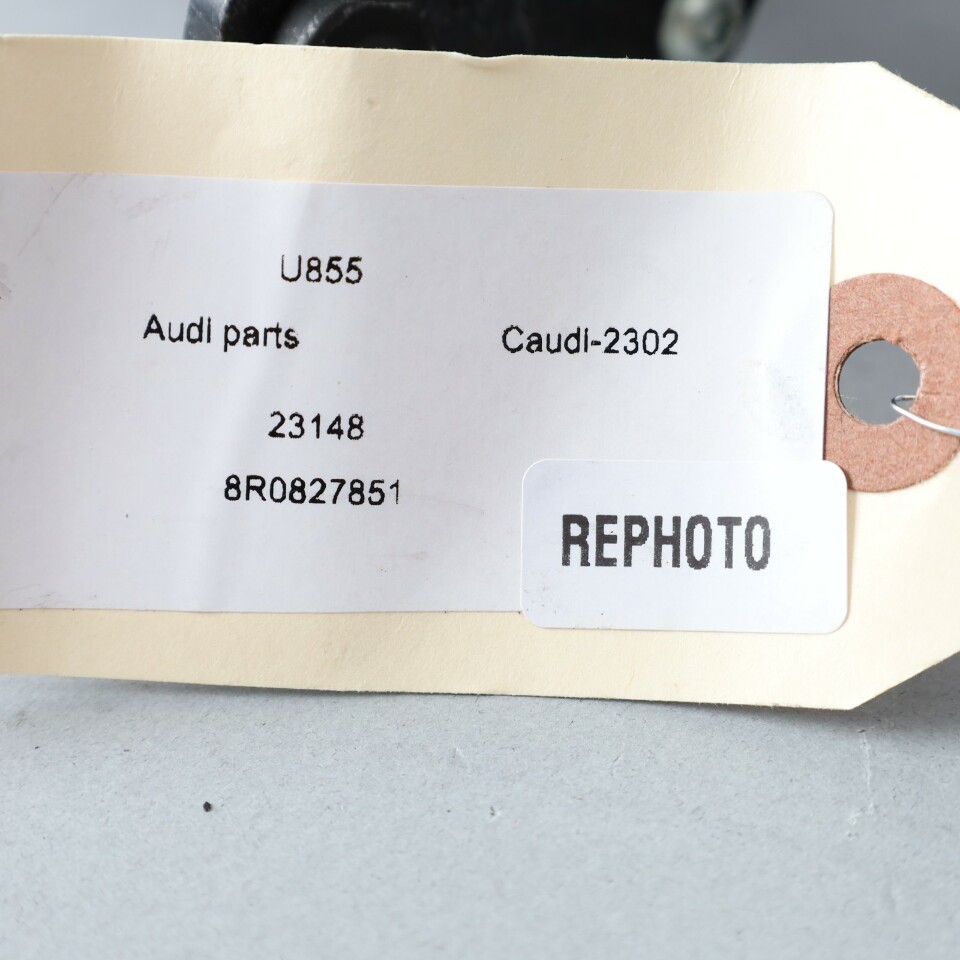 U855
Audi parts Caudi-2302
23148
8R0827851
REPHOTO